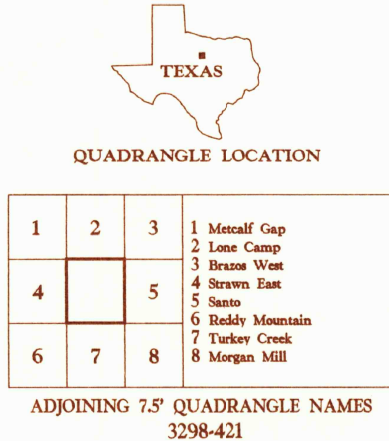 TEXAS
QUADRANGLE LOCATION
1 2 3
4 5
6 7 8
1 Metcalf Gap
2 Lone Camp
3 Brazos West
4 Strawn East
5 Santo
6 Reddy Mountain
7 Turkey Creek
8 Morgan Mill
ADJOINING 7.5' QUADRANGLE NAMES
3298-421